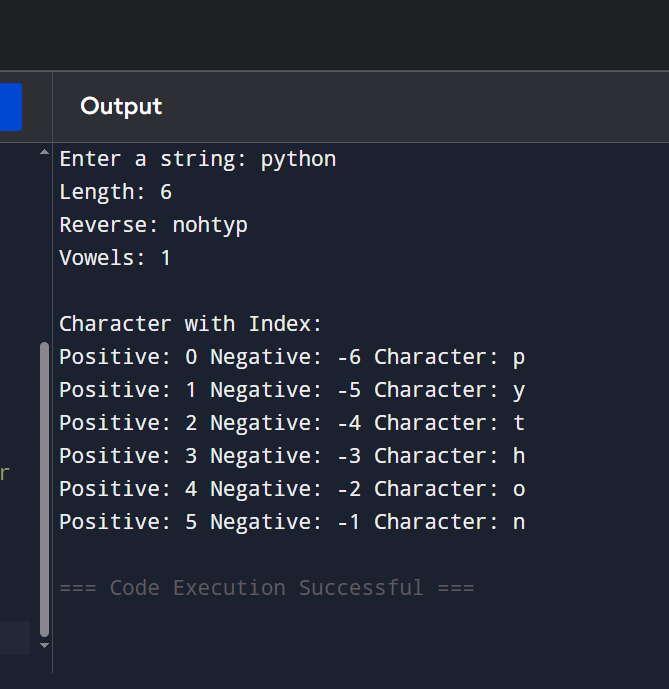 Output
Enter a string: python
Length: 6
Reverse: nohtyp
Vowels: 1
Character with Index:
Positive: 0 Negative: -6 Character: p
Positive: 1 Negative: -5 Character: y
Positive: 2 Negative: -4 Character: t
Positive: 3 Negative: -3 Character: h
r
Positive: 4 Negative: -2 Character: o
Positive: 5 Negative: -1 Character: n
=== Code Execution Successful ===